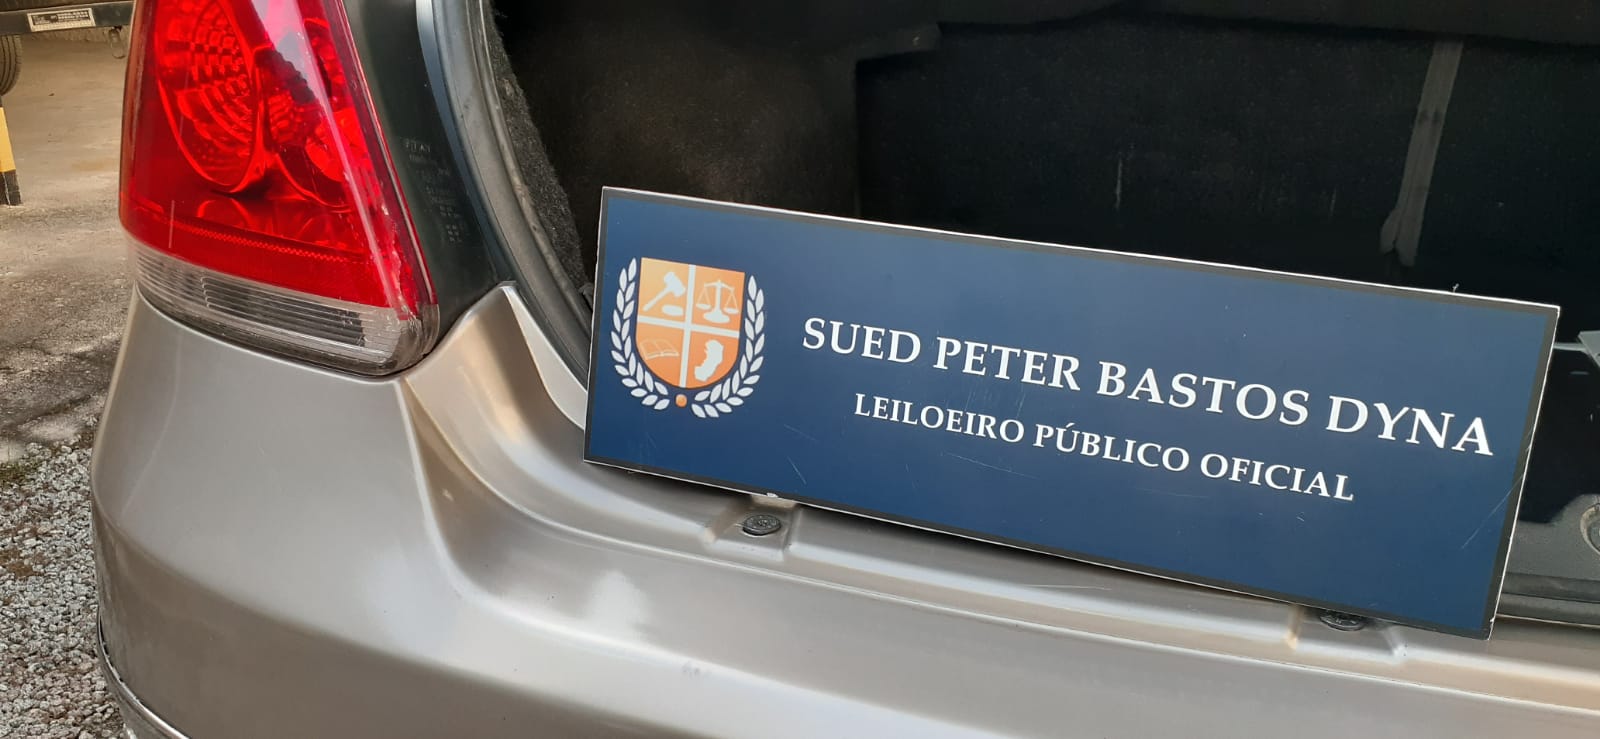 SUED PETER BASTOS DYNA
LEILOEIRO PÚBLICO OFICIAL